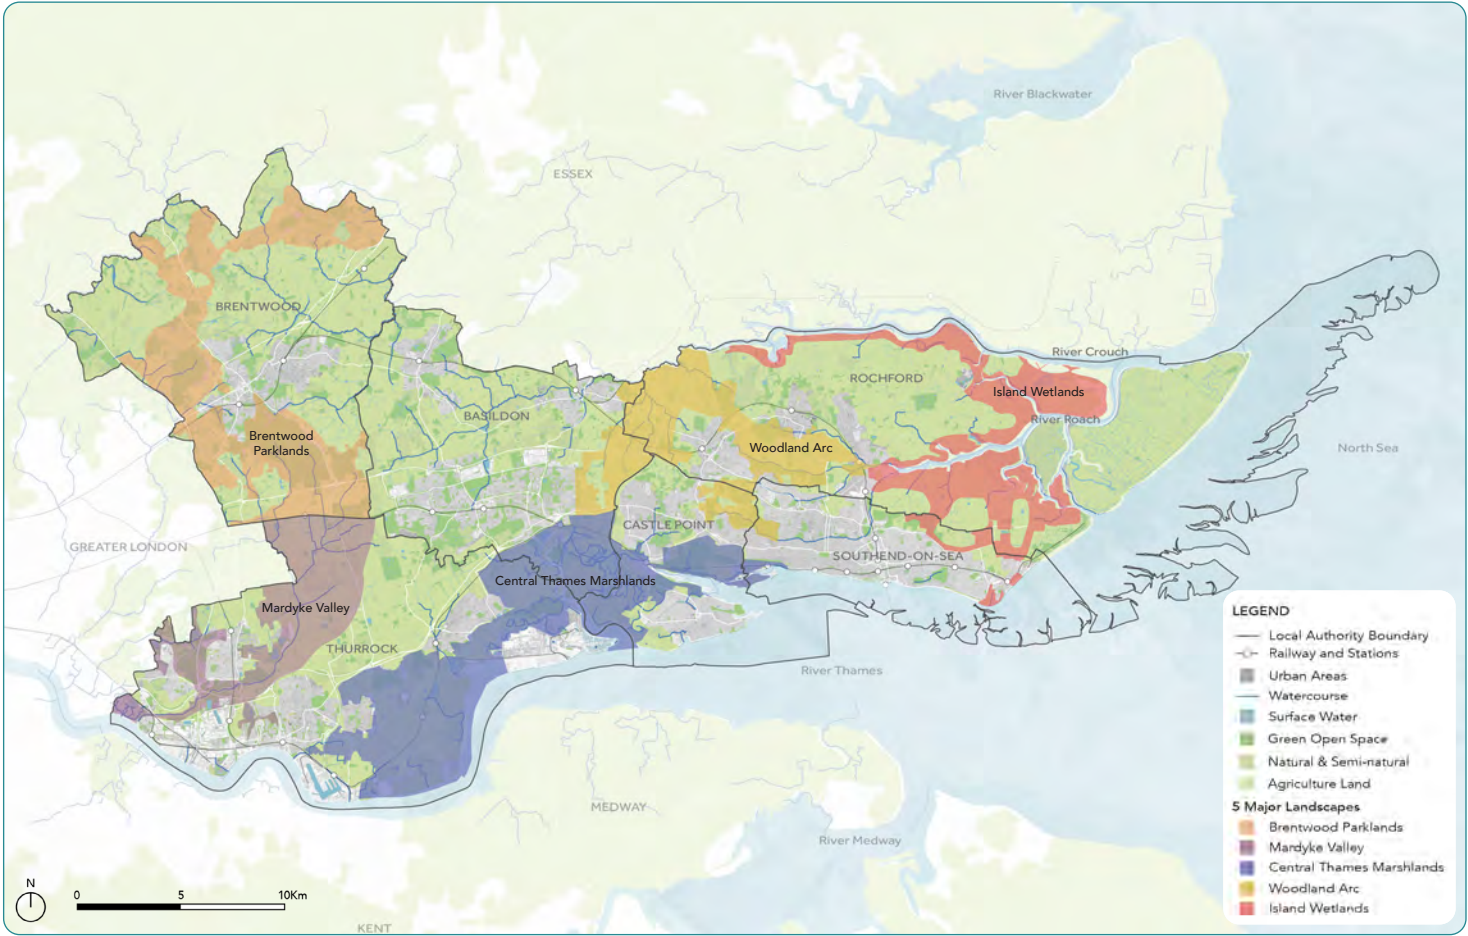 River Blackwater
ESSEX
BRENTWOOD
River Crouch
ROCHFORD
Island Wetlands
BASILDON
River Roach
Brentwood
Parklands
Woodland Arc
North Sea
CASTLE POINT
GREATER LONDON
SOUTHEND-ON-SEA
Central Thames Marshlands
Mardyke Valley
THURROCK
River Thames
MEDWAY
River Medway
KENT
N
0 5 10Km
LEGEND
Local Authority Boundary
Railway and Stations
Urban Areas
Watercourse
Surface Water
Green Open Space
Natural & Semi-natural
Agriculture Land
5 Major Landscapes
Brentwood Parklands
Mardyke Valley
Central Thames Marshlands
Woodland Arc
Island Wetlands